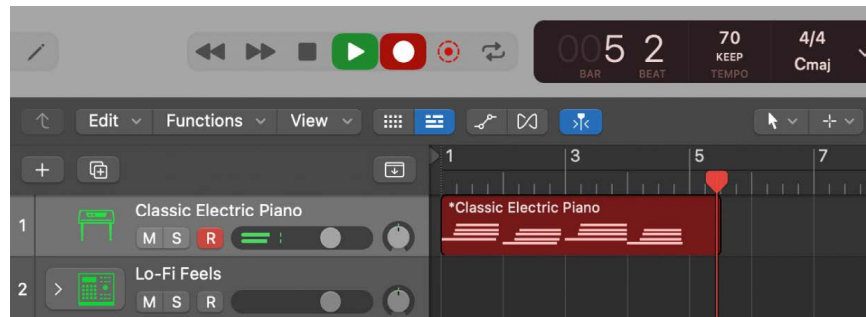 005 2 70 4/4
KEEP Cmaj
BAR BEAT TEMPO
Edit Functions View
1 3 5 7
1 Classic Electric Piano
M S R
*Classic Electric Piano
2 Lo-Fi Feels
M S R